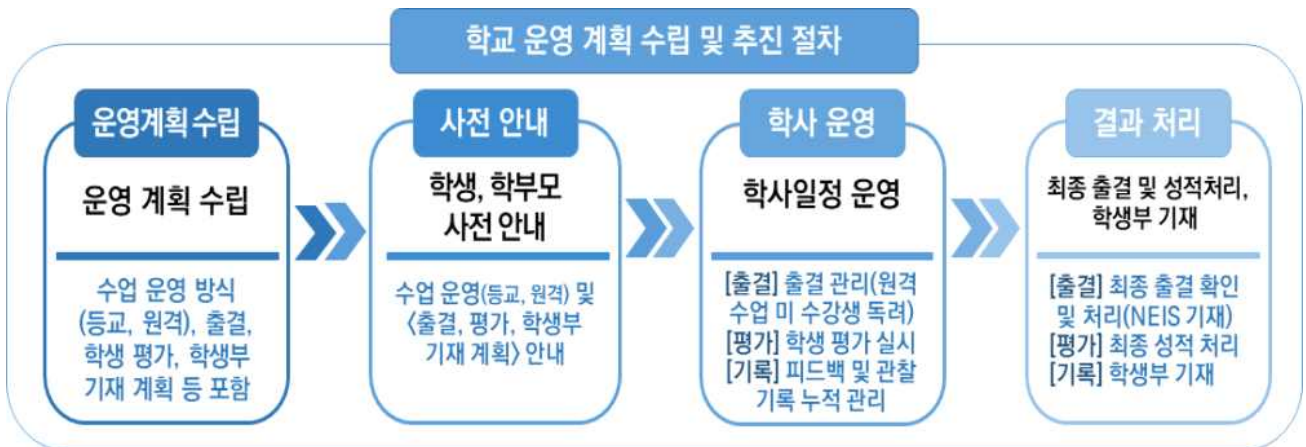 학교 운영 계획 수립 및 추진 절차
운영계획 수립
운영 계획 수립
수업 운영 방식
(등교, 원격), 출결,
학생 평가, 학생부
기재 계획 등 포함
사전 안내
학생, 학부모
사전 안내
수업 운영(등교, 원격) 및
<출결, 평가, 학생부
기재 계획> 안내
학사 운영
학사일정 운영
[출결] 출결 관리(원격
수업 미 수강생 독려)
[평가] 학생 평가 실시
[기록] 피드백 및 관찰
기록 누적 관리
결과 처리
최종 출결 및 성적처리,
학생부 기재
[출결] 최종 출결 확인
및 처리(NEIS 기재)
[평가] 최종 성적 처리
[기록] 학생부 기재